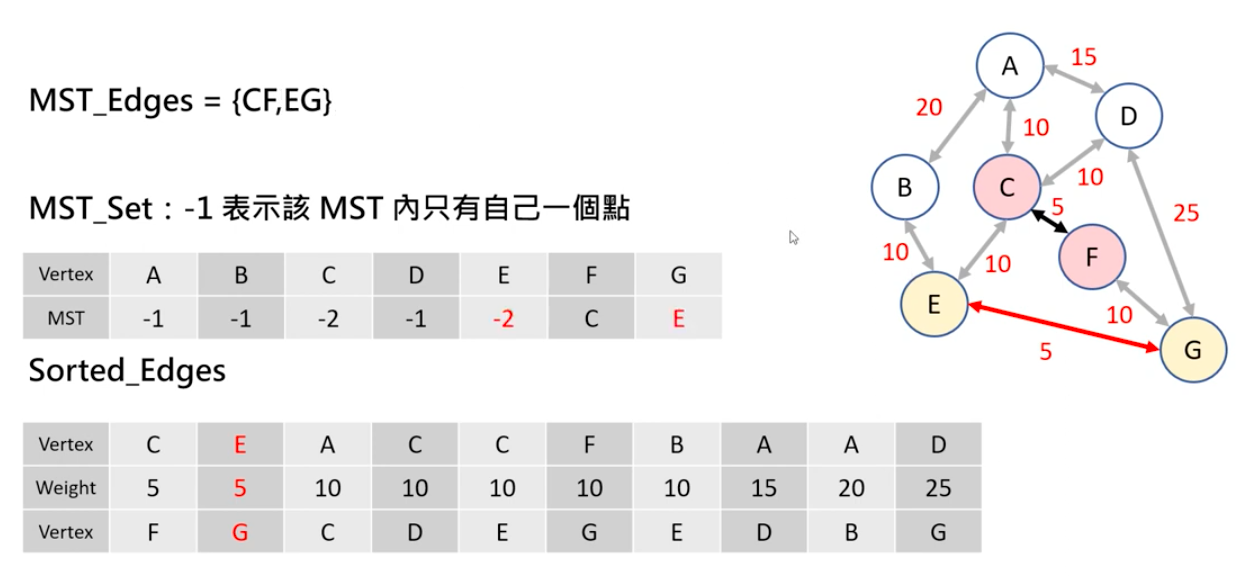 MST_Edges = {CF,EG}
MST_Set：-1 表示該 MST 內只有自己一個點
Vertex A B C D E F G
MST -1 -1 -2 -1 -2 C E
Sorted_Edges
Vertex C E A C C F B A A D
Weight 5 5 10 10 10 10 10 15 20 25
Vertex F G C D E G E D B G
A
15
20
D
10
B
C
10
5
25
10
10
F
E
10
5
G